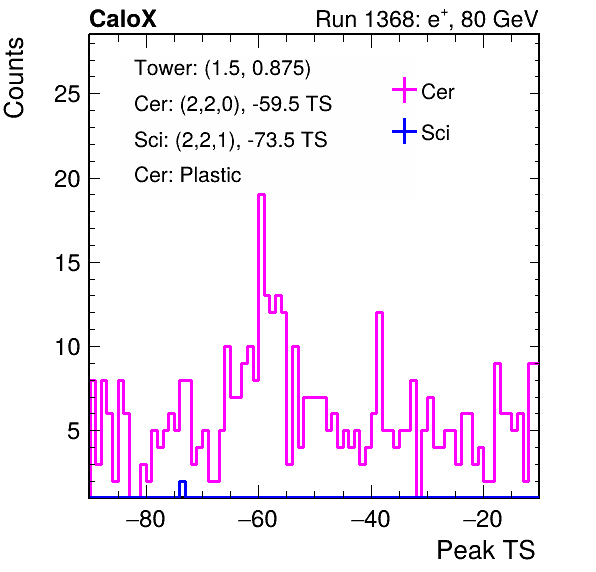 CaloX Run 1368: e⁺, 80 GeV
Counts
Tower: (1.5, 0.875)
Cer: (2,2,0), -59.5 TS
Sci: (2,2,1), -73.5 TS
Cer: Plastic
Cer
Sci
25
20
15
10
5
−80 −60 −40 −20
Peak TS